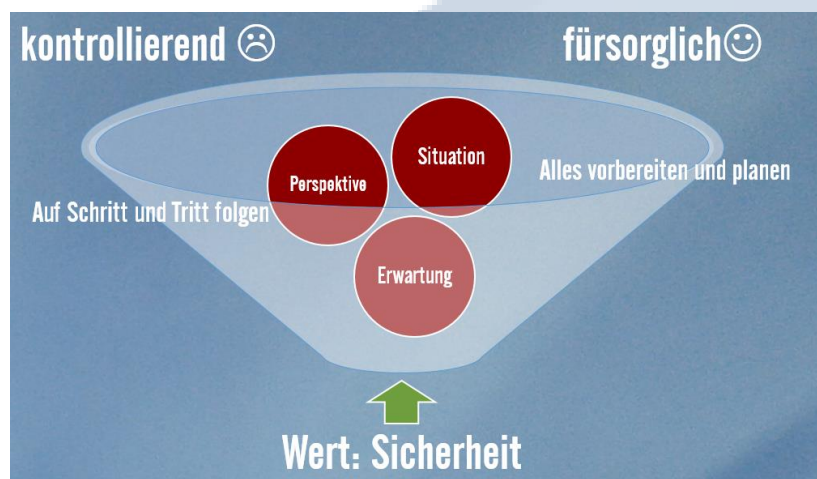 kontrollierend ☹
fürsorglich☺
Situation
Perspektive
Alles vorbereiten und planen
Auf Schritt und Tritt folgen
Erwartung
Wert: Sicherheit